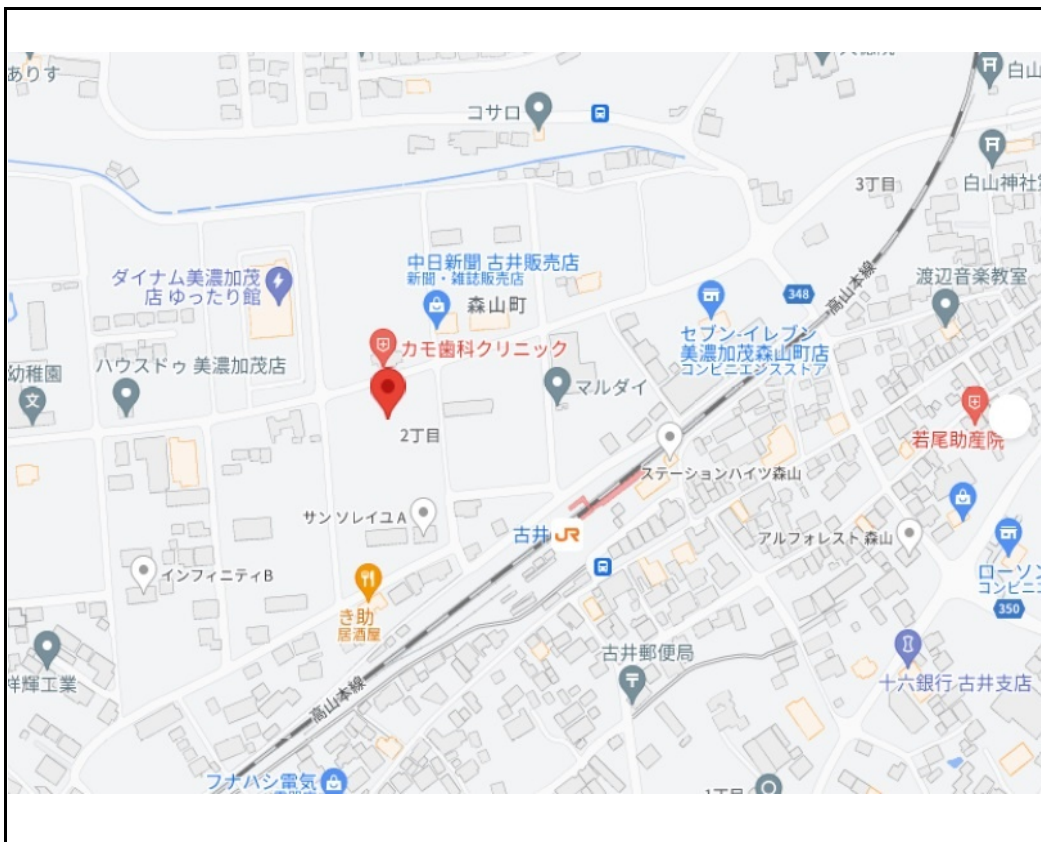 ありす
コサロ
白山
3丁目
白山神社
ダイナム美濃加茂
店 ゆったり館
中日新聞 古井販売店
新聞・雑誌販売店
森山町
348
高山本線
渡辺音楽教室
セブン-イレブン
美濃加茂森山町店
コンビニエンスストア
カモ歯科クリニック
ハウスドゥ 美濃加茂店
幼稚園
文
マルダイ
2丁目
若尾助産院
ステーションハイツ森山
サンソレイユA
古井
JR
アルフォレスト 森山
インフィニティB
ローソン
コンビニ
350
き助
居酒屋
古井郵便局
祥輝工業
十六銀行 古井支店
高山本線
フナハシ電気
1丁目